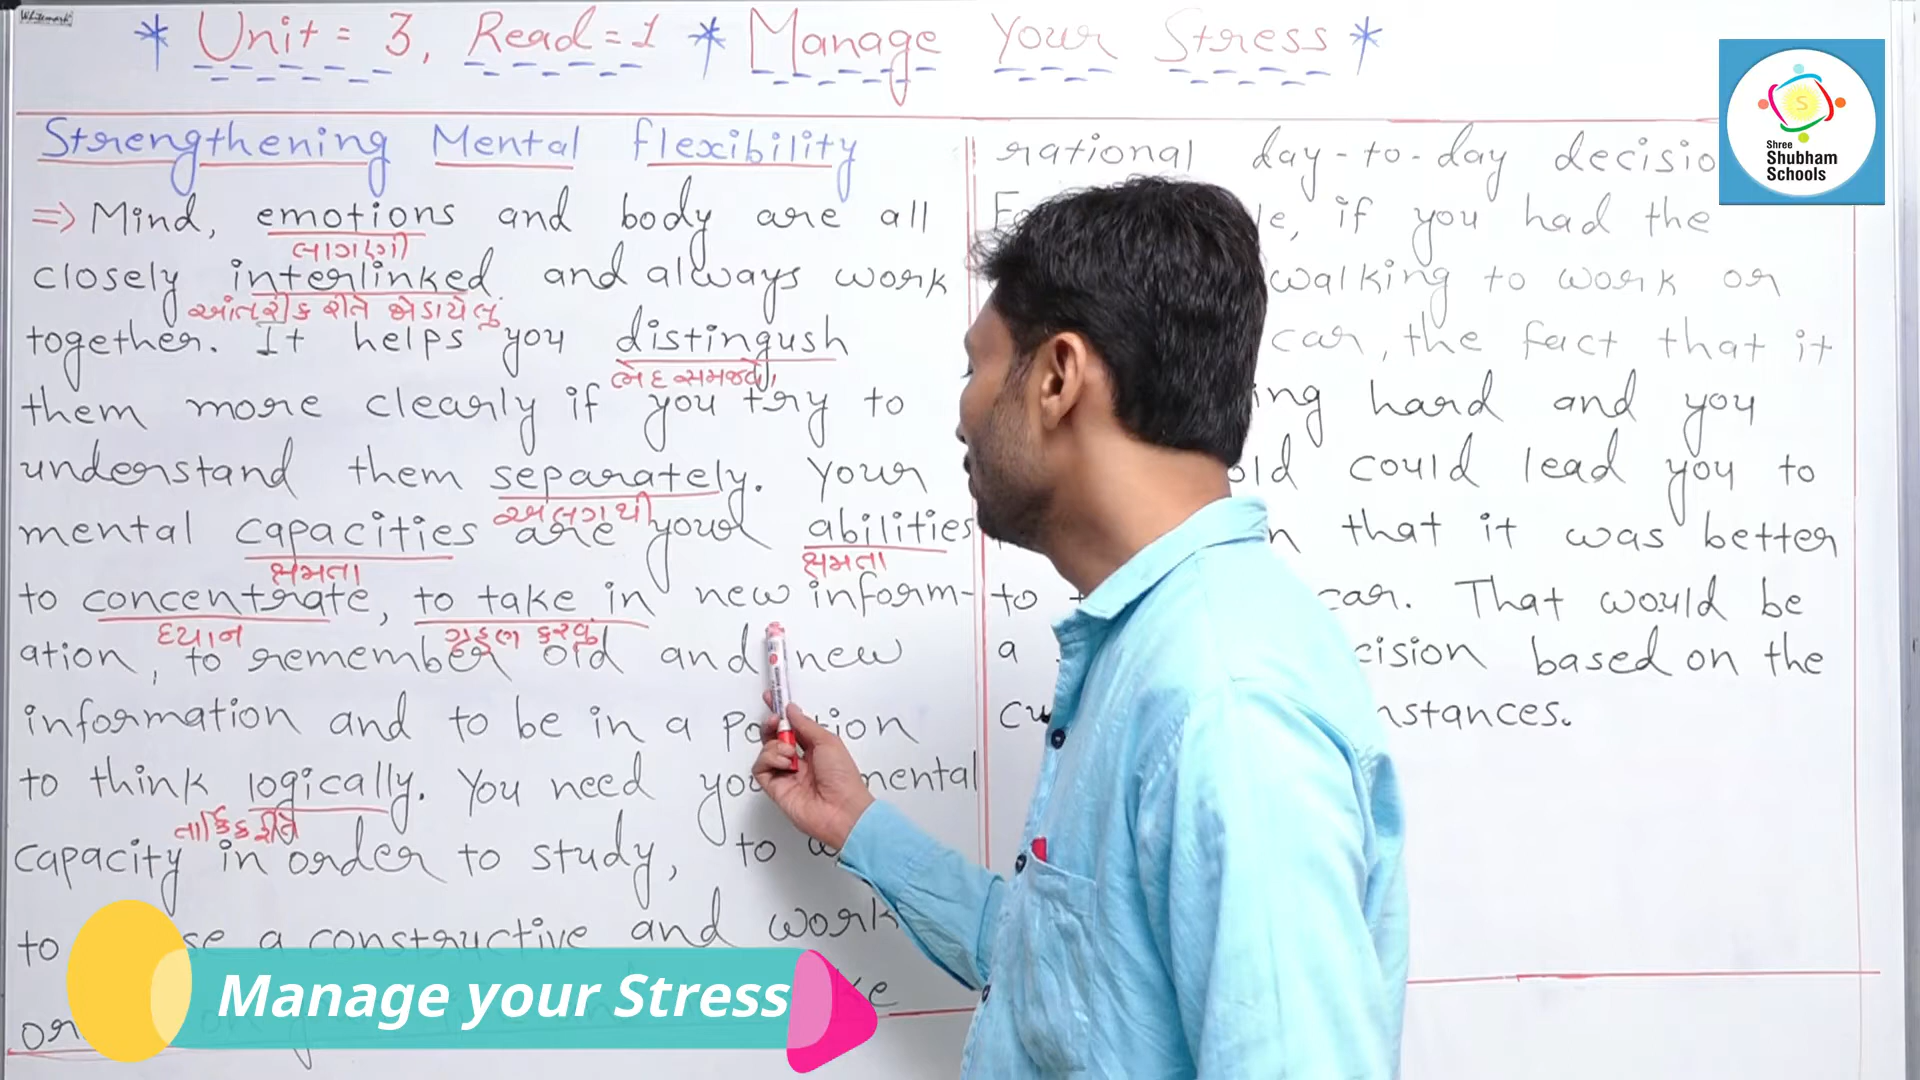 Whitemark
* Unit = 3, Read = 1 * Manage Your Stress *
Strengthening Mental flexibility
⇒ Mind, emotions and body are all
લાગણી
closely interlinked and always work
આંતરીક રીતે જોડાયેલું
together. It helps you distingush
ભેદ સમજવો
them more clearly if you try to
understand them separately. Your
અલગથી
mental capacities are your abilities
ક્ષમતા ક્ષમતા
to concentrate, to take in new inform-
ધ્યાન ગ્રહણ કરવું
ation, to remember old and new
information and to be in a
to think logically. You need mental
તાર્કિક રીતે
capacity in order to study, to
to a constructive and work
rational day-to-day
if you had the
walking to work or
car, the fact that it
hard and you
could lead you to
that it was better
to car. That would be
a based on the
Shree
Shubham
Schools
S
Manage your Stress